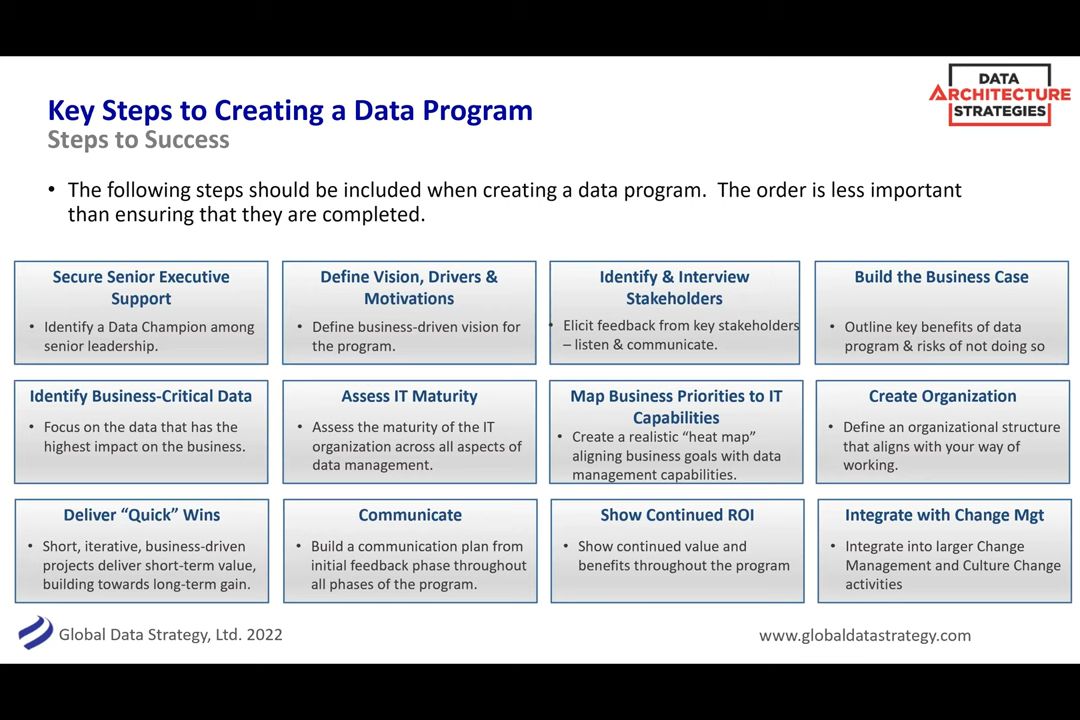 DATA
ARCHITECTURE
STRATEGIES
Key Steps to Creating a Data Program
Steps to Success
• The following steps should be included when creating a data program.  The order is less important
than ensuring that they are completed.
Secure Senior Executive
Support
• Identify a Data Champion among
senior leadership.
Define Vision, Drivers &
Motivations
• Define business-driven vision for
the program.
Identify & Interview
Stakeholders
• Elicit feedback from key stakeholders
– listen & communicate.
Build the Business Case
• Outline key benefits of data
program & risks of not doing so
Identify Business-Critical Data
• Focus on the data that has the
highest impact on the business.
Assess IT Maturity
• Assess the maturity of the IT
organization across all aspects of
data management.
Map Business Priorities to IT
Capabilities
• Create a realistic “heat map”
aligning business goals with data
management capabilities.
Create Organization
• Define an organizational structure
that aligns with your way of
working.
Deliver “Quick” Wins
• Short, iterative, business-driven
projects deliver short-term value,
building towards long-term gain.
Communicate
• Build a communication plan from
initial feedback phase throughout
all phases of the program.
Show Continued ROI
• Show continued value and
benefits throughout the program
Integrate with Change Mgt
• Integrate into larger Change
Management and Culture Change
activities
Global Data Strategy, Ltd. 2022
www.globaldatastrategy.com